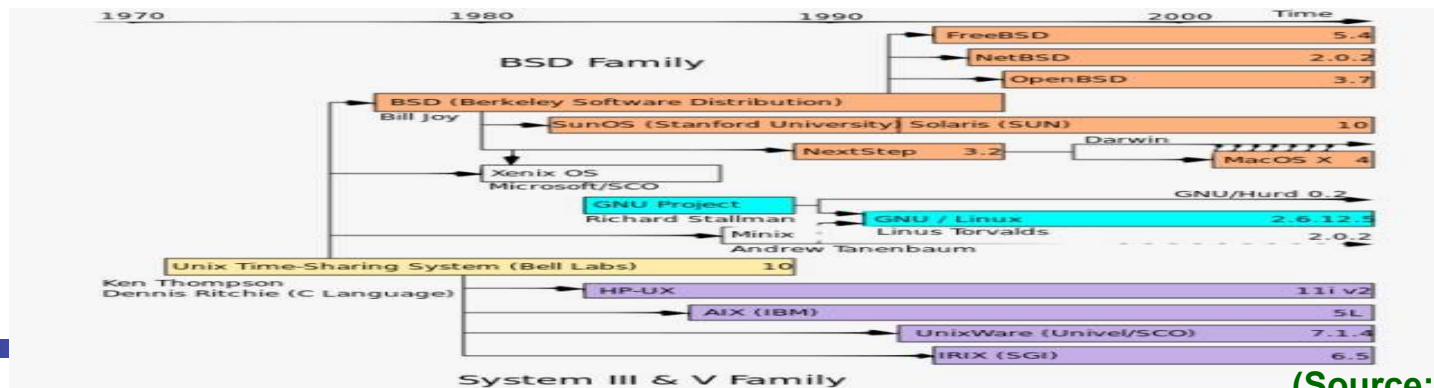 1970 1980 1990 2000 Time
FreeBSD 5.4
BSD Family
NetBSD 2.0.2
OpenBSD 3.7
BSD (Berkeley Software Distribution)
Bill Joy
SunOS (Stanford University) Solaris (SUN) 10
Darwin
NextStep 3.2
MacOS X 4
Xenix OS
Microsoft/SCO
GNU/Hurd 0.2
GNU Project
Richard Stallman
GNU / Linux 2.6.12.5
Linus Torvalds
Minix 2.0.2
Andrew Tanenbaum
Unix Time-Sharing System (Bell Labs) 10
Ken Thompson
Dennis Ritchie (C Language)
HP-UX 11i v2
AIX (IBM) 5L
UnixWare (Univel/SCO) 7.1.4
IRIX (SGI) 6.5
System III & V Family
(Source: